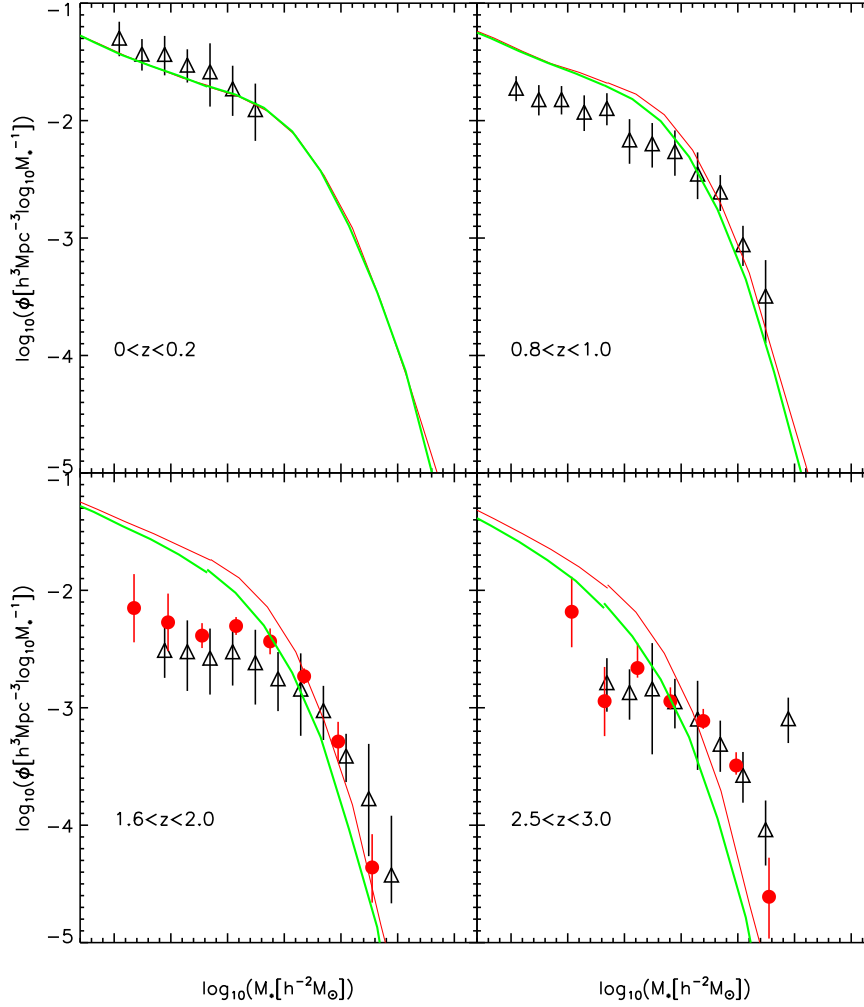 −1
−2
−3
−4
−5
log₁₀(ϕ[h³Mpc⁻³log₁₀M⁎⁻¹])
0<z<0.2
0.8<z<1.0
−1
−2
−3
−4
−5
log₁₀(ϕ[h³Mpc⁻³log₁₀M⁎⁻¹])
1.6<z<2.0
2.5<z<3.0
log₁₀(M⁎[h⁻²M☉])
log₁₀(M⁎[h⁻²M☉])